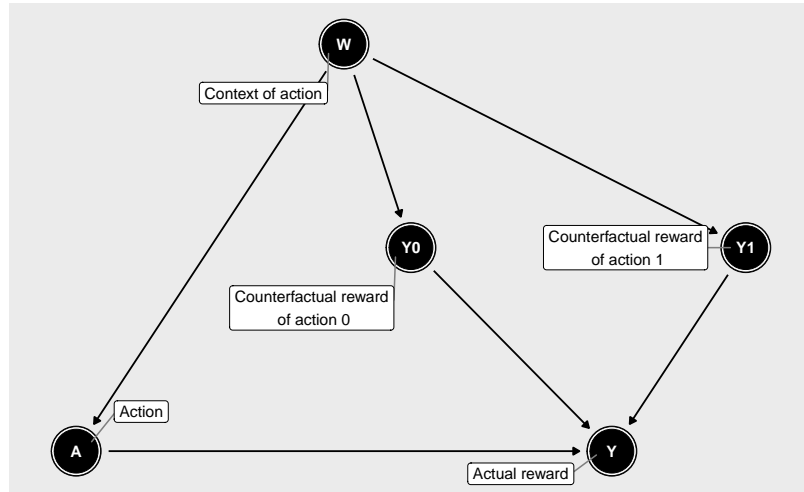 W
Context of action
Y0
Counterfactual reward
of action 1
Y1
Counterfactual reward
of action 0
Action
A
Y
Actual reward